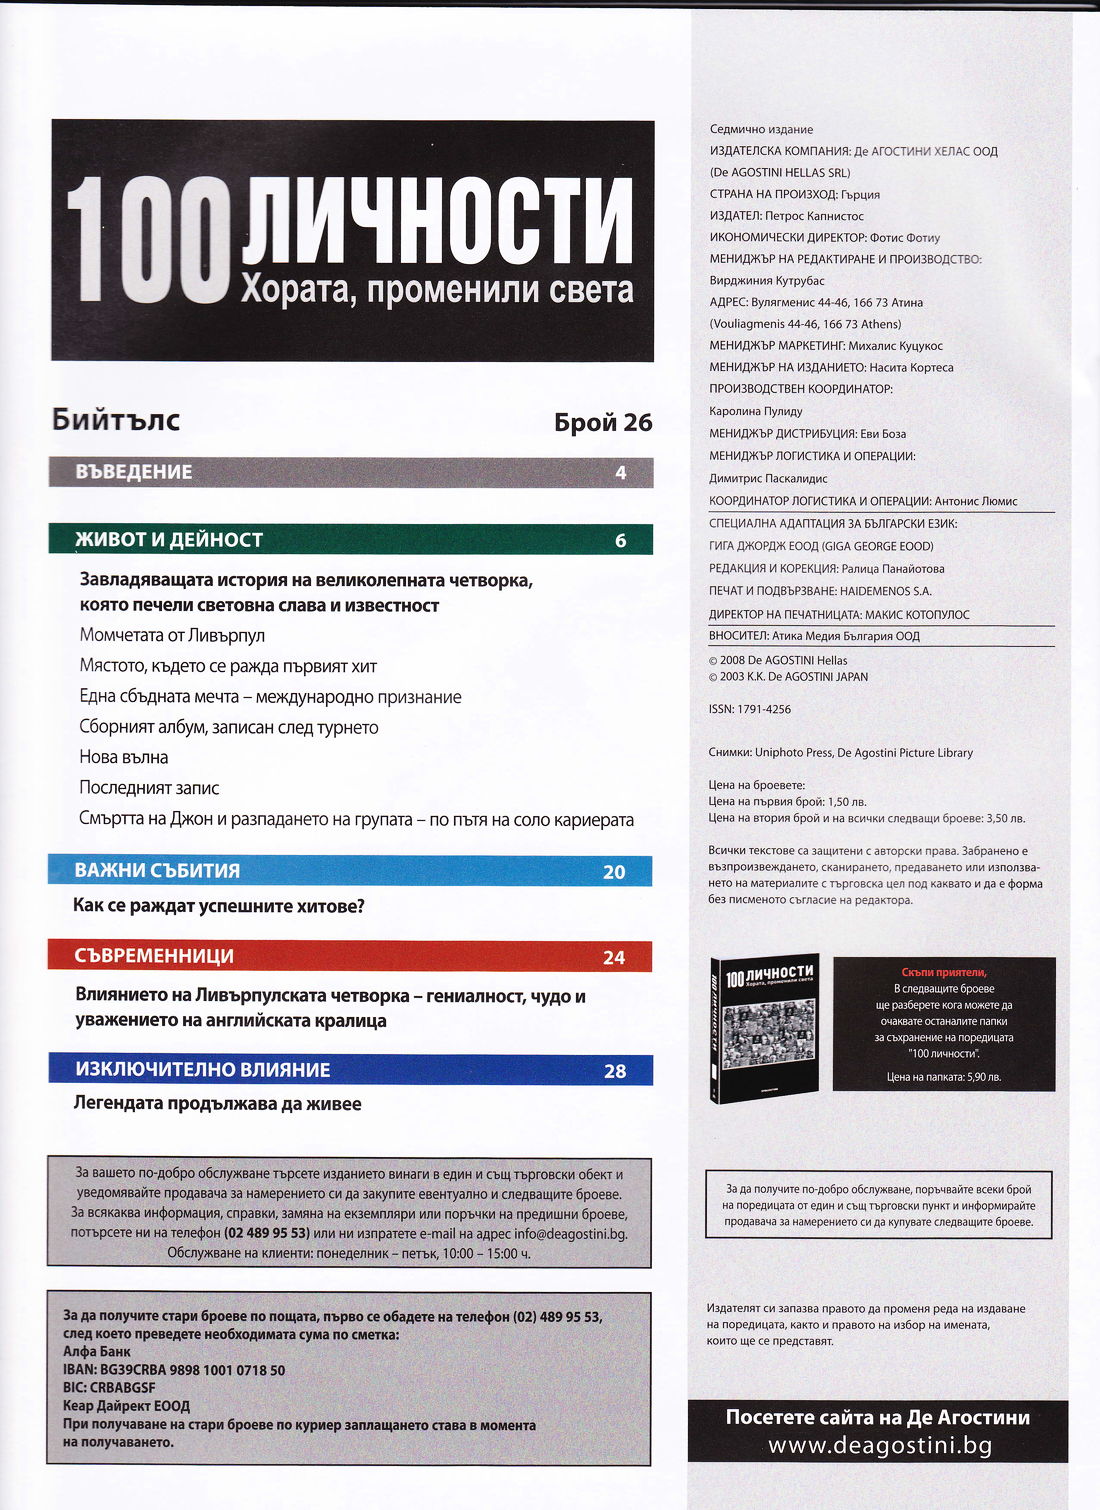 100 ЛИЧНОСТИ
Хората, променили света
Бийтълс Брой 26
ВЪВЕДЕНИЕ 4
ЖИВОТ И ДЕЙНОСТ 6
Завладяващата история на великолепната четворка,
която печели световна слава и известност
Момчетата от Ливърпул
Мястото, където се ражда първият хит
Една сбъдната мечта – международно признание
Сборният албум, записан след турнето
Нова вълна
Последният запис
Смъртта на Джон и разпадането на групата – по пътя на соло кариерата
ВАЖНИ СЪБИТИЯ 20
Как се раждат успешните хитове?
СЪВРЕМЕННИЦИ 24
Влиянието на Ливърпулската четворка – гениалност, чудо и
уважението на английската кралица
ИЗКЛЮЧИТЕЛНО ВЛИЯНИЕ 28
Легендата продължава да живее
За вашето по-добро обслужване търсете изданието винаги в един и същ търговски обект и
уведомявайте продавача за намерението си да закупите евентуално и следващите броеве.
За всякаква информация, справки, замяна на екземпляри или поръчки на предишни броеве,
потърсете ни на телефон (02 489 95 53) или ни изпратете e-mail на адрес info@deagostini.bg.
Обслужване на клиенти: понеделник – петък, 10:00 – 15:00 ч.
За да получите стари броеве по пощата, първо се обадете на телефон (02) 489 95 53,
след което преведете необходимата сума по сметка:
Алфа Банк
IBAN: BG39CRBA 9898 1001 0718 50
BIC: CRBABGSF
Кеар Дайрект ЕООД
При получаване на стари броеве по куриер заплащането става в момента
на получаването.
Седмично издание
ИЗДАТЕЛСКА КОМПАНИЯ: Де АГОСТИНИ ХЕЛАС ООД
(De AGOSTINI HELLAS SRL)
СТРАНА НА ПРОИЗХОД: Гърция
ИЗДАТЕЛ: Петрос Капнистос
ИКОНОМИЧЕСКИ ДИРЕКТОР: Фотис Фотиу
МЕНИДЖЪР НА РЕДАКТИРАНЕ И ПРОИЗВОДСТВО:
Вирджиния Кутрубас
АДРЕС: Вулягменис 44-46, 166 73 Атина
(Vouliagmenis 44-46, 166 73 Athens)
МЕНИДЖЪР МАРКЕТИНГ: Михалис Куцукос
МЕНИДЖЪР НА ИЗДАНИЕТО: Насита Кортеса
ПРОИЗВОДСТВЕН КООРДИНАТОР:
Каролина Пулиду
МЕНИДЖЪР ДИСТРИБУЦИЯ: Еви Боза
МЕНИДЖЪР ЛОГИСТИКА И ОПЕРАЦИИ:
Димитрис Паскалидис
КООРДИНАТОР ЛОГИСТИКА И ОПЕРАЦИИ: Антонис Люмис
СПЕЦИАЛНА АДАПТАЦИЯ ЗА БЪЛГАРСКИ ЕЗИК:
ГИГА ДЖОРДЖ ЕООД (GIGA GEORGE EOOD)
РЕДАКЦИЯ И КОРЕКЦИЯ: Ралица Панайотова
ПЕЧАТ И ПОДВЪРЗВАНЕ: HAIDEMENOS S.A.
ДИРЕКТОР НА ПЕЧАТНИЦАТА: МАКИС КОТОПУЛОС
ВНОСИТЕЛ: Атика Медия България ООД
© 2008 De AGOSTINI Hellas
© 2003 K.K. De AGOSTINI JAPAN
ISSN: 1791-4256
Снимки: Uniphoto Press, De Agostini Picture Library
Цена на броевете:
Цена на първия брой: 1,50 лв.
Цена на втория брой и на всички следващи броеве: 3,50 лв.
Всички текстове са защитени с авторски права. Забранено е
възпроизвеждането, сканирането, предаването или използва-
нето на материалите с търговска цел под каквато и да е форма
без писменото съгласие на редактора.
100 ЛИЧНОСТИ
Хората, променили света
100 ЛИЧНОСТИ
Скъпи приятели,
В следващите броеве
ще разберете кога можете да
очаквате останалите папки
за съхранение на поредицата
"100 личности".
Цена на папката: 5,90 лв.
За да получите по-добро обслужване, поръчвайте всеки брой
на поредицата от един и същ търговски пункт и информирайте
продавача за намерението си да купувате следващите броеве.
Издателят си запазва правото да променя реда на издаване
на поредицата, както и правото на избор на имената,
които ще се представят.
Посетете сайта на Де Агостини
www.deagostini.bg